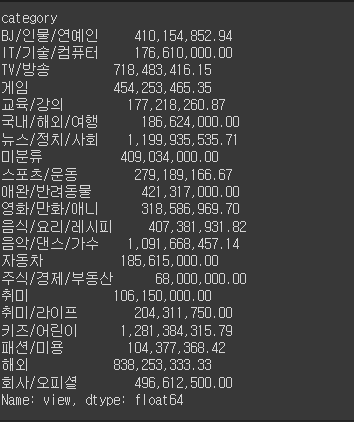 category
BJ/인물/연예인 410,154,852.94
IT/기술/컴퓨터 176,610,000.00
TV/방송 718,483,416.15
게임 454,253,465.35
교육/강의 177,218,260.87
국내/해외/여행 186,624,000.00
뉴스/정치/사회 1,199,935,535.71
미분류 409,034,000.00
스포츠/운동 279,189,166.67
애완/반려동물 421,317,000.00
영화/만화/애니 318,586,969.70
음식/요리/레시피 407,381,931.82
음악/댄스/가수 1,091,668,457.14
자동차 185,615,000.00
주식/경제/부동산 68,000,000.00
취미 106,150,000.00
취미/라이프 204,311,750.00
키즈/어린이 1,281,384,315.79
패션/미용 104,377,368.42
해외 838,253,333.33
회사/오피셜 496,612,500.00
Name: view, dtype: float64